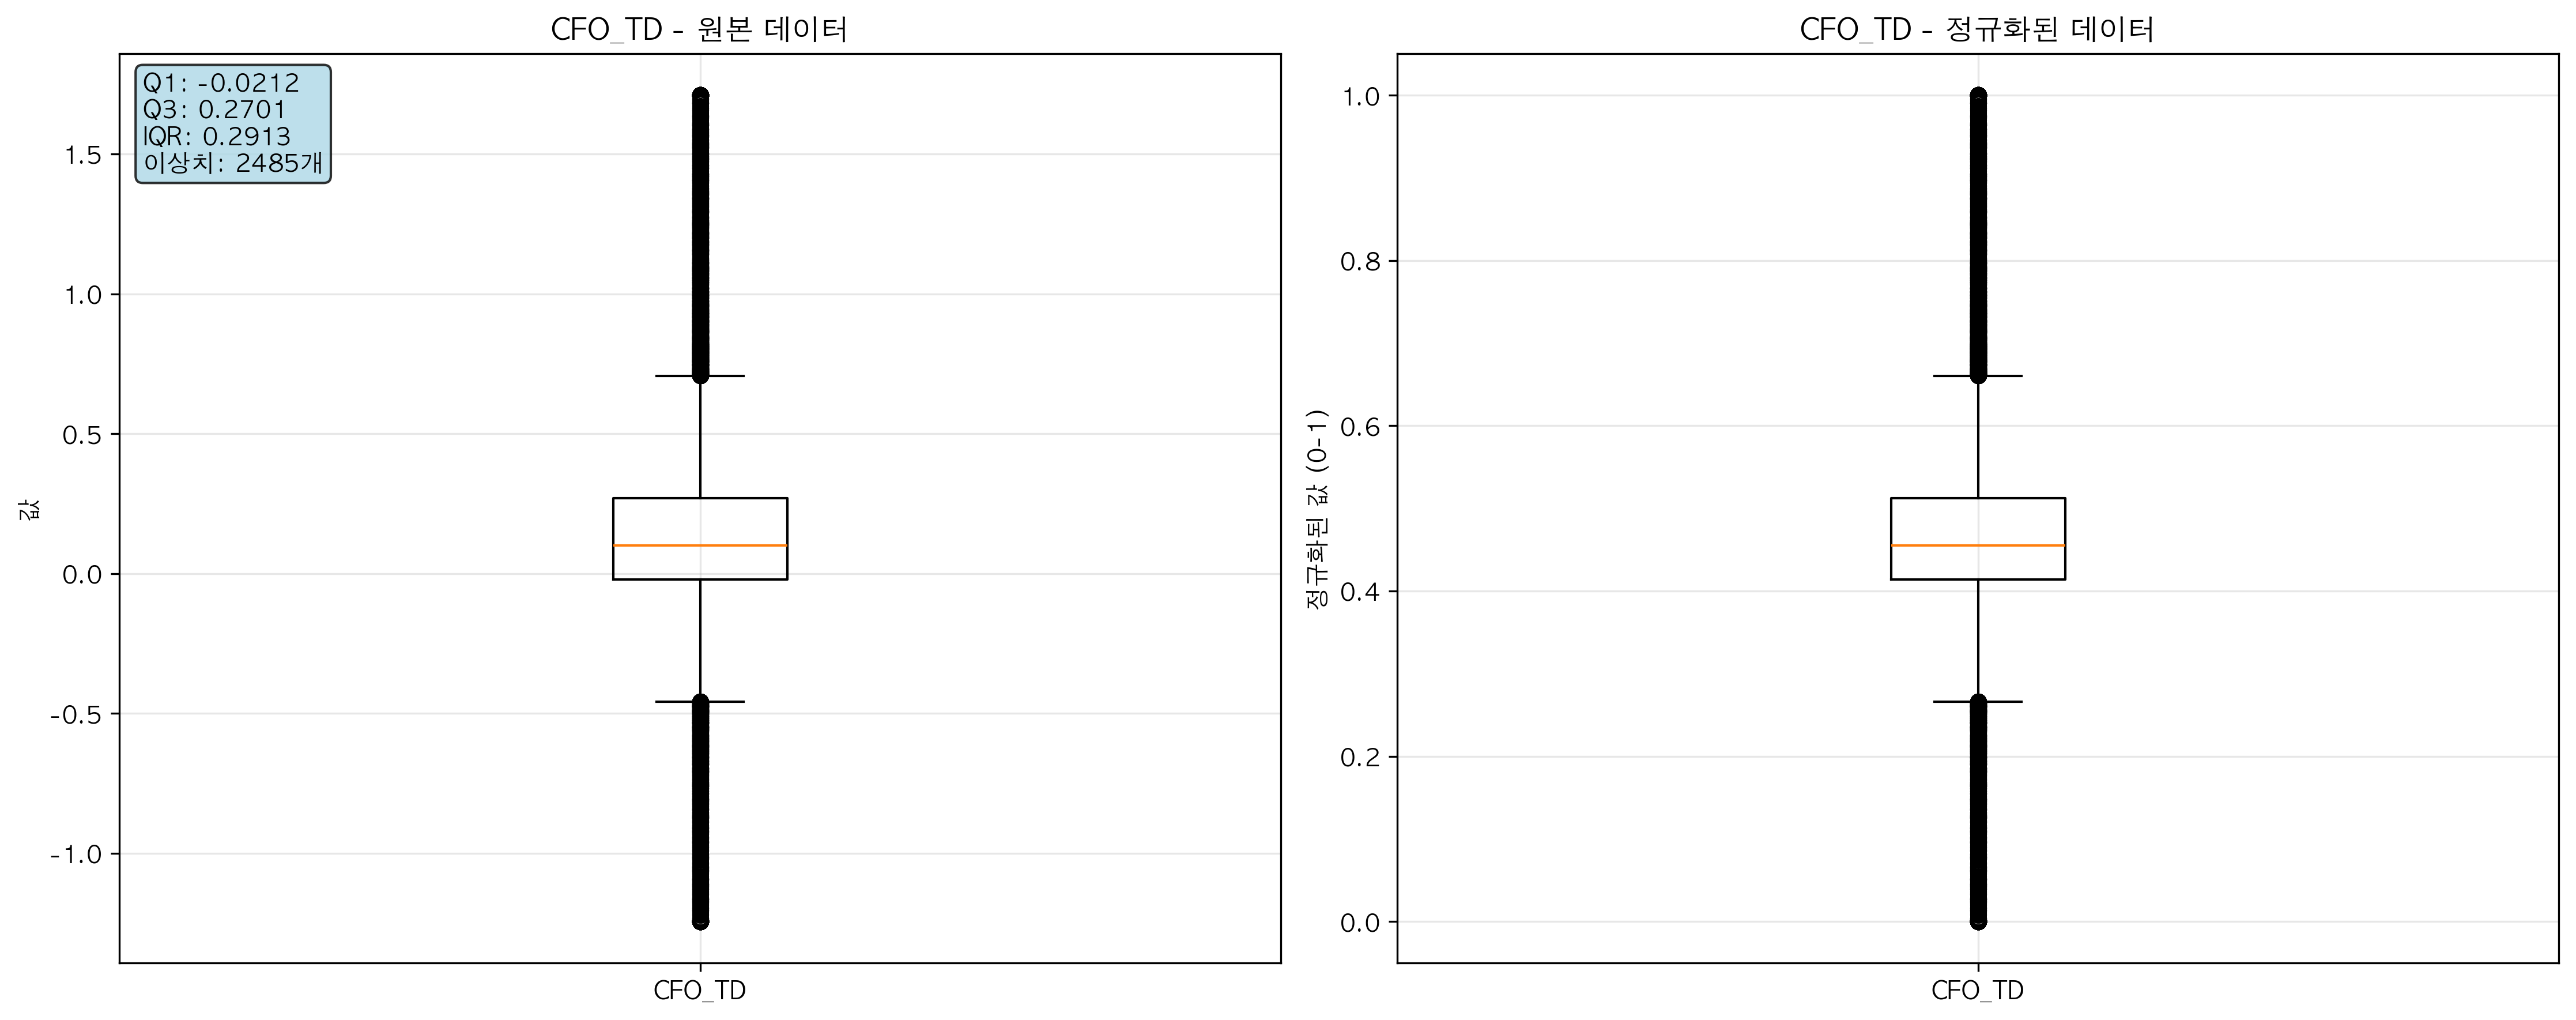 CFO_TD - 원본 데이터
Q1: -0.0212
Q3: 0.2701
IQR: 0.2913
이상치: 2485개
값
1.5
1.0
0.5
0.0
-0.5
-1.0
CFO_TD
CFO_TD - 정규화된 데이터
정규화된 값 (0-1)
1.0
0.8
0.6
0.4
0.2
0.0
CFO_TD